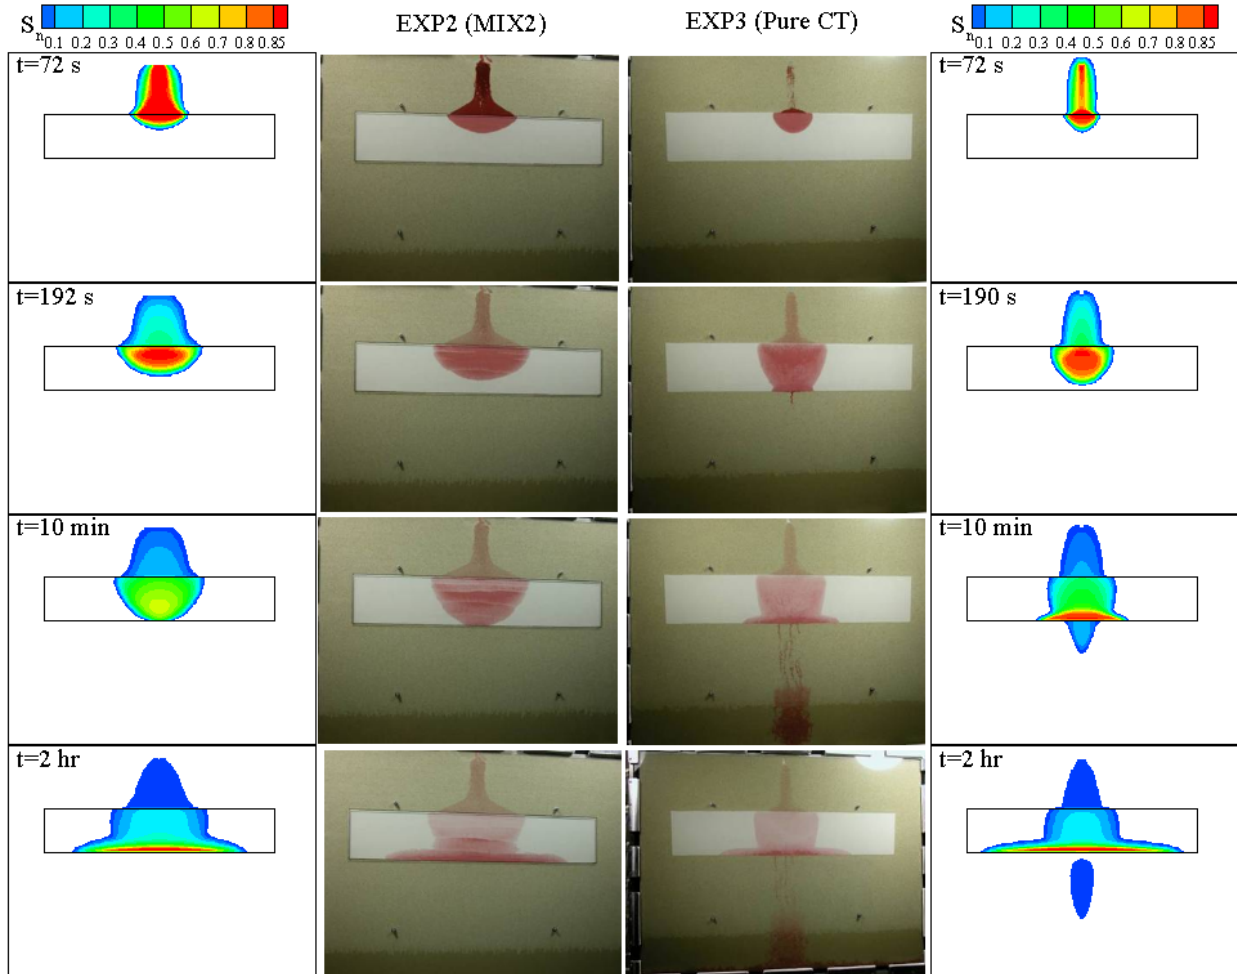 Sn 0.1 0.2 0.3 0.4 0.5 0.6 0.7 0.8 0.85
EXP2 (MIX2)
EXP3 (Pure CT)
Sn 0.1 0.2 0.3 0.4 0.5 0.6 0.7 0.8 0.85
t=72 s
t=72 s
t=192 s
t=190 s
t=10 min
t=10 min
t=2 hr
t=2 hr